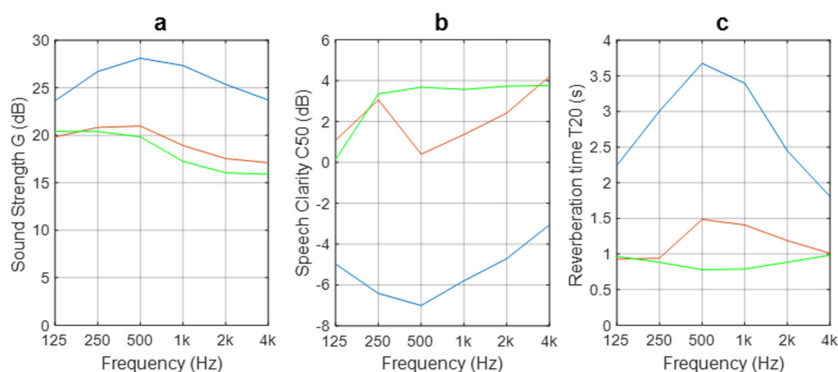 a
Sound Strength G (dB)
30
25
20
15
10
5
0
125 250 500 1k 2k 4k
Frequency (Hz)
b
Speech Clarity C50 (dB)
6
4
2
0
-2
-4
-6
-8
125 250 500 1k 2k 4k
Frequency (Hz)
c
Reverberation time T20 (s)
4
3.5
3
2.5
2
1.5
1
0.5
0
125 250 500 1k 2k 4k
Frequency (Hz)